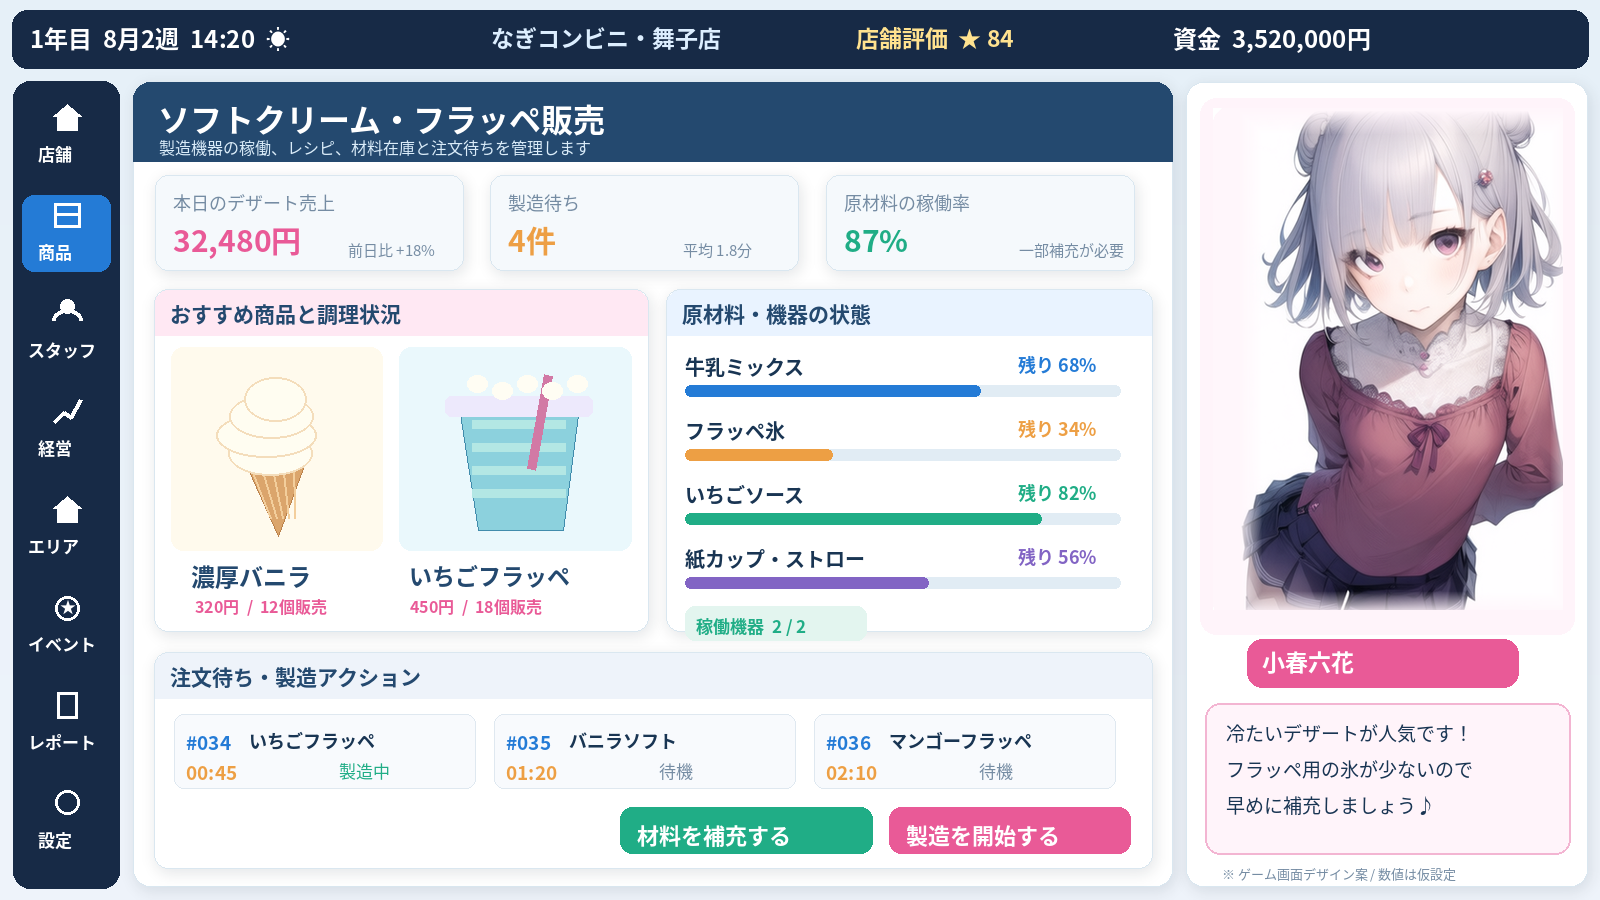 1年目 8月2週 14:20
なぎコンビニ・舞子店
店舗評価 ★ 84
資金 3,520,000円
店舗
商品
スタッフ
経営
エリア
イベント
レポート
設定
ソフトクリーム・フラッペ販売
製造機器の稼働、レシピ、材料在庫と注文待ちを管理します
本日のデザート売上
32,480円 前日比 +18%
製造待ち
4件 平均 1.8分
原材料の稼働率
87% 一部補充が必要
おすすめ商品と調理状況
濃厚バニラ
320円 / 12個販売
いちごフラッペ
450円 / 18個販売
原材料・機器の状態
牛乳ミックス 残り 68%
フラッペ氷 残り 34%
いちごソース 残り 82%
紙カップ・ストロー 残り 56%
稼働機器 2 / 2
注文待ち・製造アクション
#034 いちごフラッペ
00:45 製造中
#035 バニラソフト
01:20 待機
#036 マンゴーフラッペ
02:10 待機
材料を補充する
製造を開始する
小春六花
冷たいデザートが人気です！
フラッペ用の氷が少ないので
早めに補充しましょう♪
※ ゲーム画面デザイン案 / 数値は仮設定